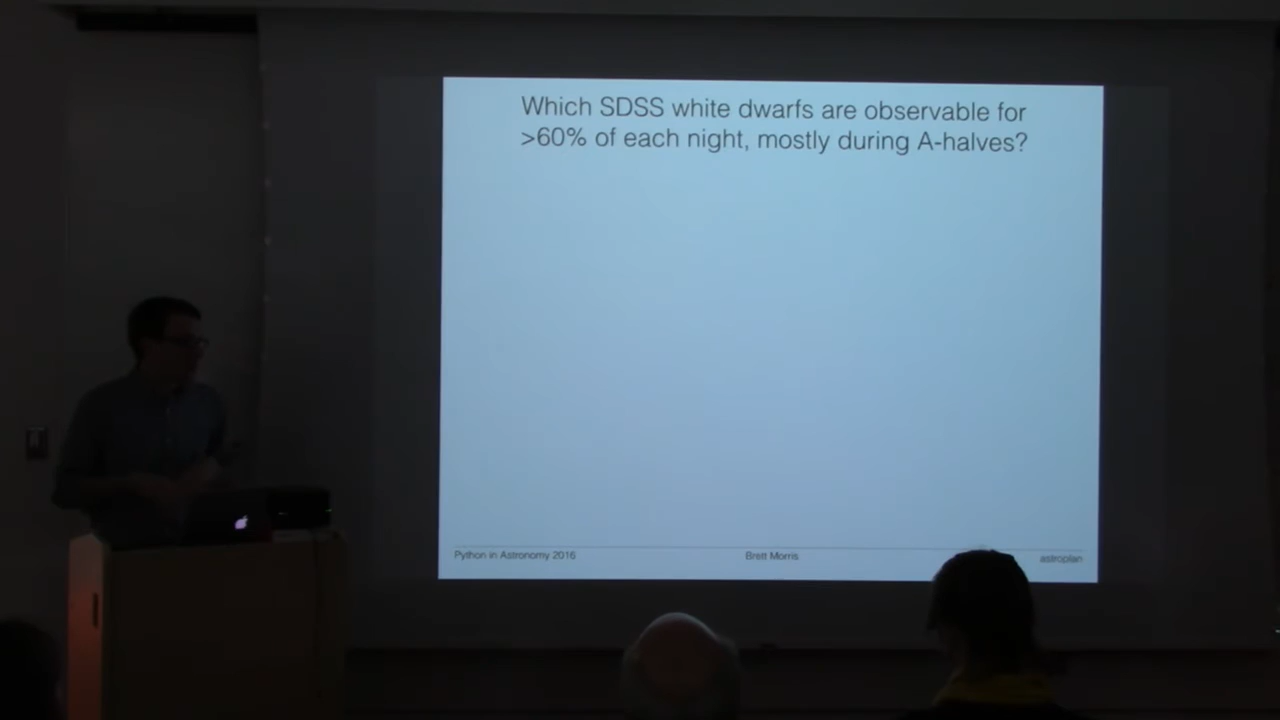 Which SDSS white dwarfs are observable for
>60% of each night, mostly during A-halves?
Python in Astronomy 2016
Brett Morris
astroplan